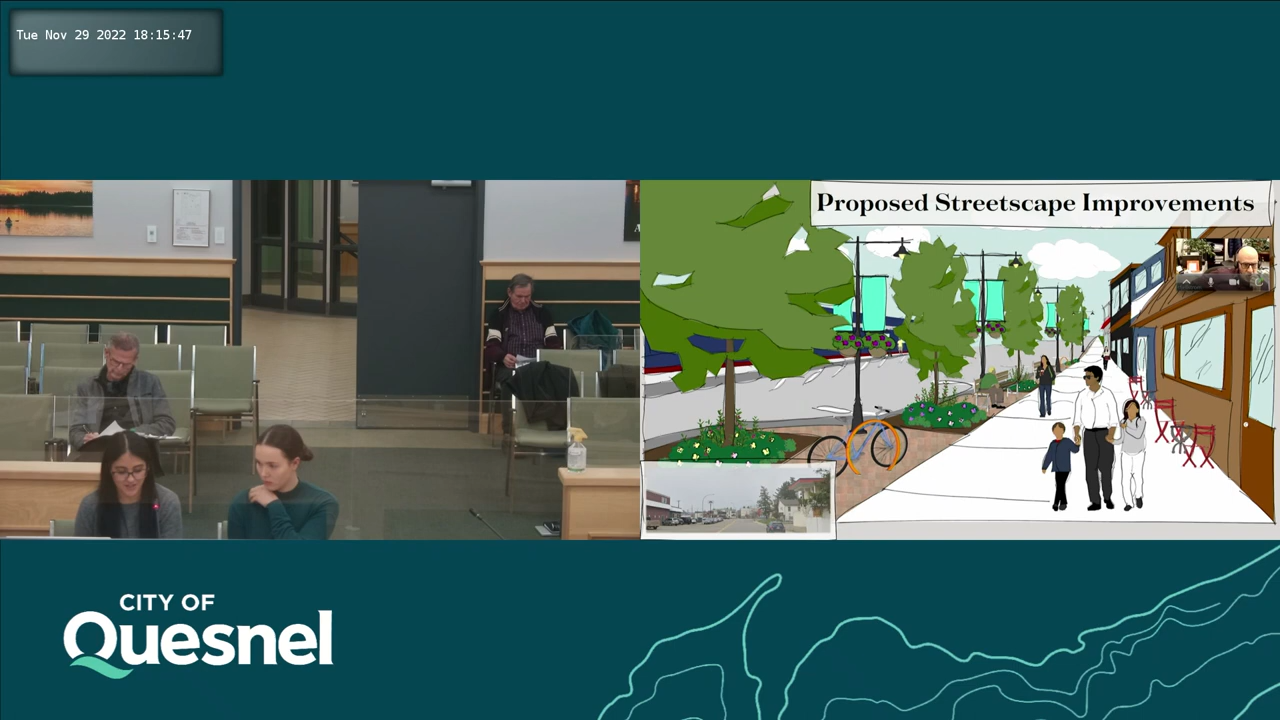 Tue Nov 29 2022 18:15:47
Proposed Streetscape Improvements
CITY OF
Quesnel